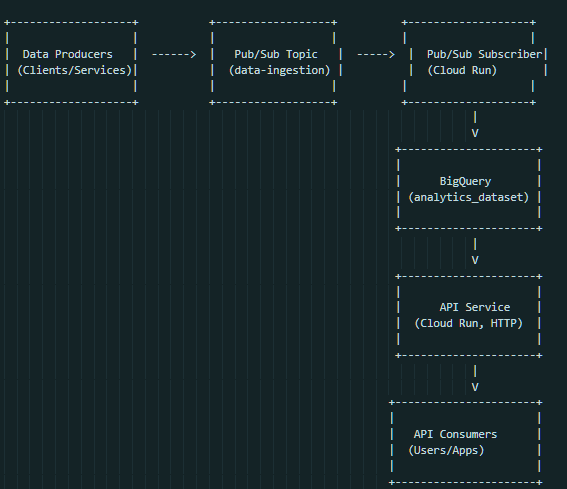 +-------------------+       +-----------------+       +-------------------+
|                   |       |                 |       |                   |
|  Data Producers   | ------> |  Pub/Sub Topic   | -----> |  Pub/Sub Subscriber|
| (Clients/Services)|       | (data-ingestion) |       |  (Cloud Run)       |
|                   |       |                 |       |                   |
+-------------------+       +-----------------+       +-------------------+
|
V
+---------------------+
|                     |
|      BigQuery       |
| (analytics_dataset) |
|                     |
+---------------------+
|
V
+---------------------+
|                     |
|      API Service    |
|  (Cloud Run, HTTP)  |
|                     |
+---------------------+
|
V
+----------------------+
|                      |
|   API Consumers      |
|  (Users/Apps)        |
|                      |
+----------------------+